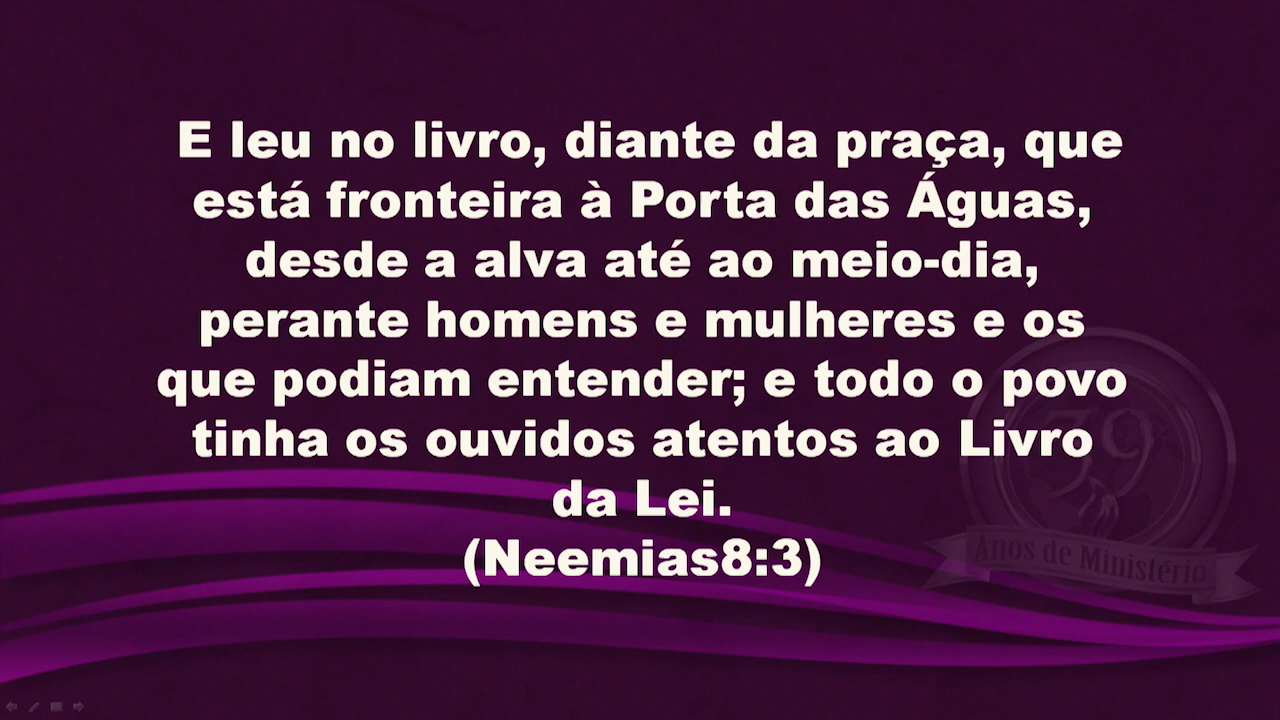 E leu no livro, diante da praça, que
está fronteira à Porta das Águas,
desde a alva até ao meio-dia,
perante homens e mulheres e os
que podiam entender; e todo o povo
tinha os ouvidos atentos ao Livro
da Lei.
(Neemias8:3)
39
Anos de Ministério